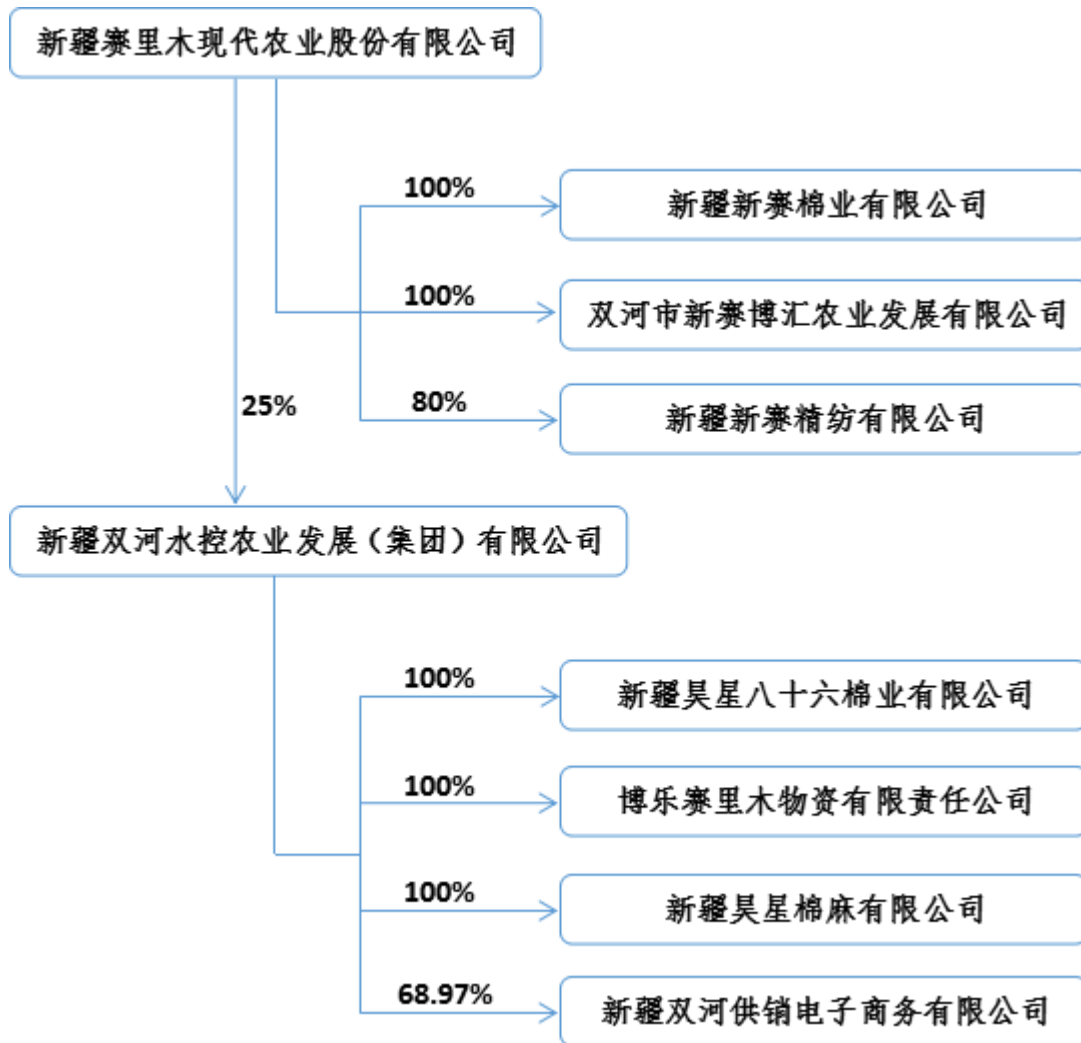 新疆赛里木现代农业股份有限公司
100%
新疆新赛棉业有限公司
100%
双河市新赛博汇农业发展有限公司
25%
80%
新疆新赛精纺有限公司
新疆双河水控农业发展（集团）有限公司
100%
新疆昊星八十六棉业有限公司
100%
博乐赛里木物资有限责任公司
100%
新疆昊星棉麻有限公司
68.97%
新疆双河供销电子商务有限公司